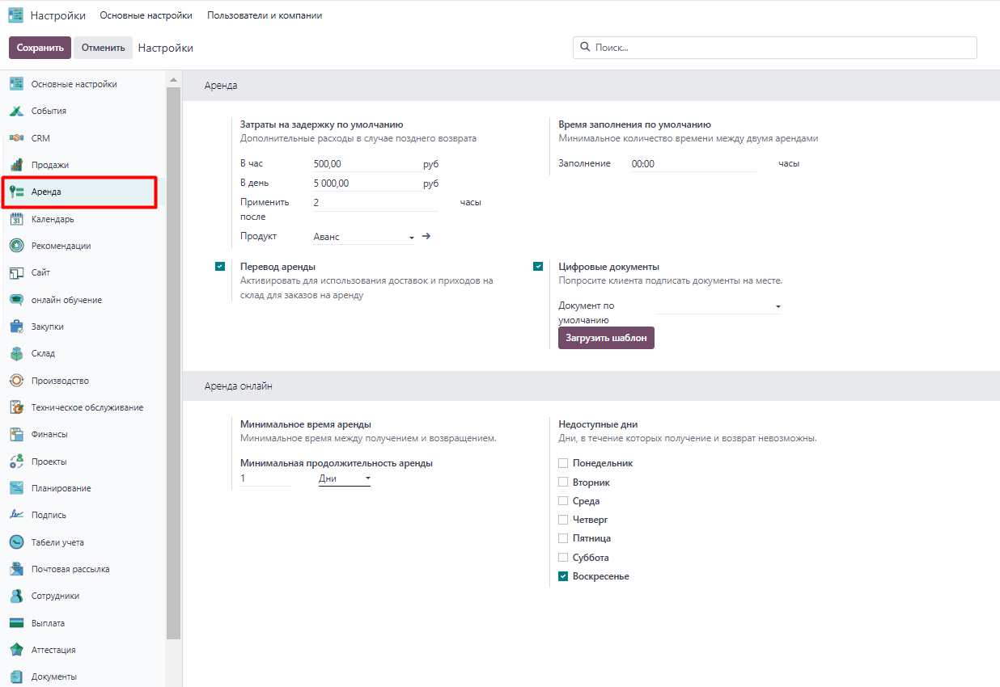 Настройки Основные настройки Пользователи и компании
Сохранить Отменить Настройки Поиск...
Основные настройки
События
CRM
Продажи
Аренда
Календарь
Рекомендации
Сайт
онлайн обучение
Закупки
Склад
Производство
Техническое обслуживание
Финансы
Проекты
Планирование
Подпись
Табели учета
Почтовая рассылка
Сотрудники
Выплата
Аттестация
Документы
Аренда
Затраты на задержку по умолчанию
Дополнительные расходы в случае позднего возврата
В час 500,00 руб
В день 5 000,00 руб
Применить 2 часы
после
Продукт Аванс
Время заполнения по умолчанию
Минимальное количество времени между двумя арендами
Заполнение 00:00 часы
Перевод аренды
Активировать для использования доставок и приходов на
склад для заказов на аренду
Цифровые документы
Попросите клиента подписать документы на месте.
Документ по
умолчанию
Загрузить шаблон
Аренда онлайн
Минимальное время аренды
Минимальное время между получением и возвращением.
Минимальная продолжительность аренды
1 Дни
Недоступные дни
Дни, в течение которых получение и возврат невозможны.
Понедельник
Вторник
Среда
Четверг
Пятница
Суббота
Воскресенье